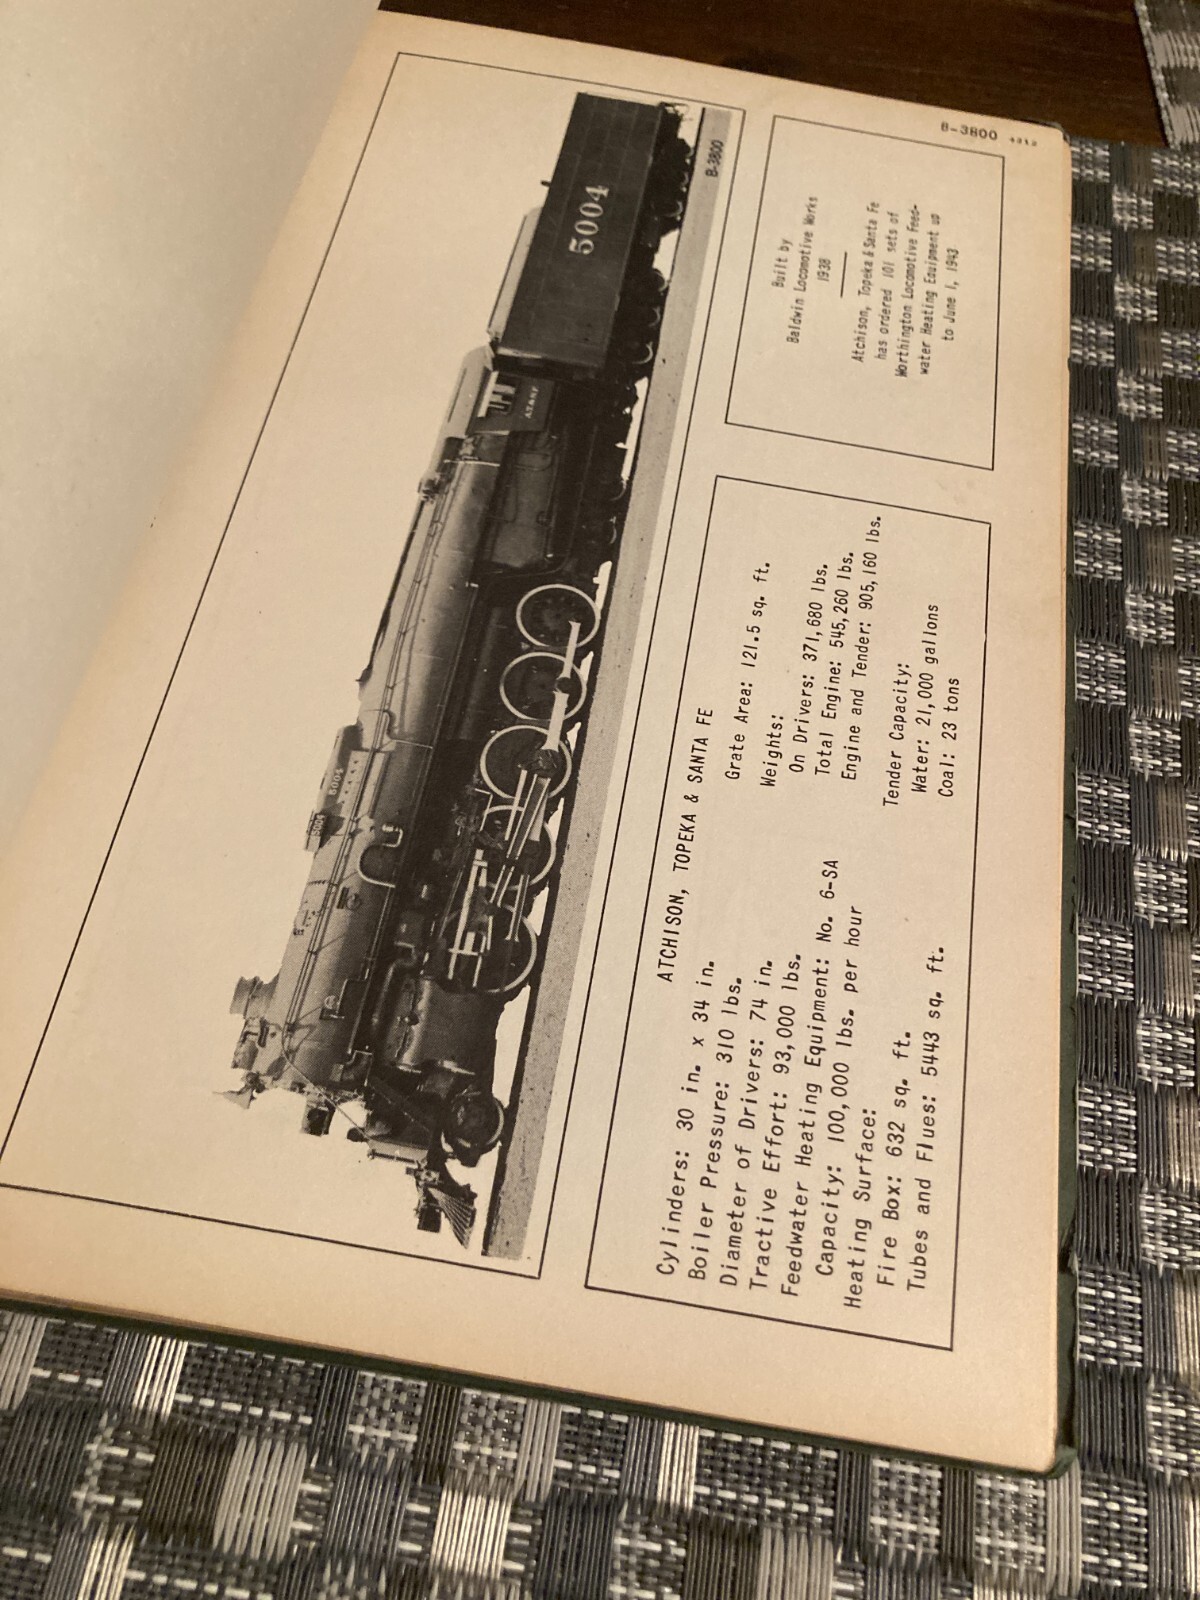 B-3800 4312
5004
B-3800
A.T.&S.F.
5004
5004
ATCHISON, TOPEKA & SANTA FE
Cylinders: 30 in. x 34 in.
Boiler Pressure: 310 lbs.
Diameter of Drivers: 74 in.
Tractive Effort: 93,000 lbs.
Feedwater Heating Equipment: No. 6-SA
Capacity: 100,000 lbs. per hour
Heating Surface:
Fire Box: 632 sq. ft.
Tubes and Flues: 5443 sq. ft.
Grate Area: 121.5 sq. ft.
Weights:
On Drivers: 371,680 lbs.
Total Engine: 545,260 lbs.
Engine and Tender: 905,160 lbs.
Tender Capacity:
Water: 21,000 gallons
Coal: 23 tons
Built by
Baldwin Locomotive Works
1938
Atchison, Topeka & Santa Fe
has ordered 101 sets of
Worthington Locomotive Feed-
water Heating Equipment up
to June 1, 1943